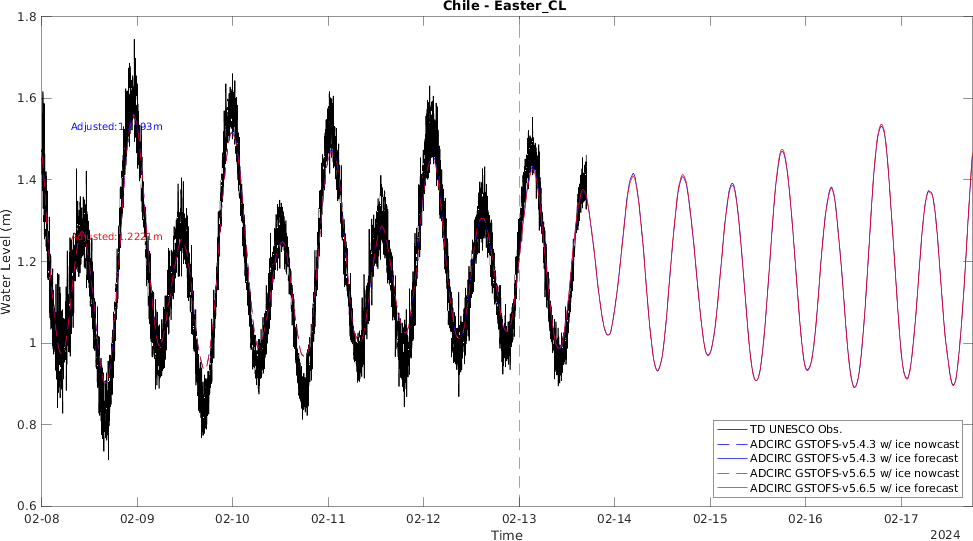 Chile - Easter_CL
1.8
1.6
1.4
1.2
1
0.8
0.6
Water Level (m)
02-08
02-09
02-10
02-11
02-12
02-13
02-14
02-15
02-16
02-17
Time
2024
TD UNESCO Obs.
ADCIRC GSTOFS-v5.4.3 w/ ice nowcast
ADCIRC GSTOFS-v5.4.3 w/ ice forecast
ADCIRC GSTOFS-v5.6.5 w/ ice nowcast
ADCIRC GSTOFS-v5.6.5 w/ ice forecast